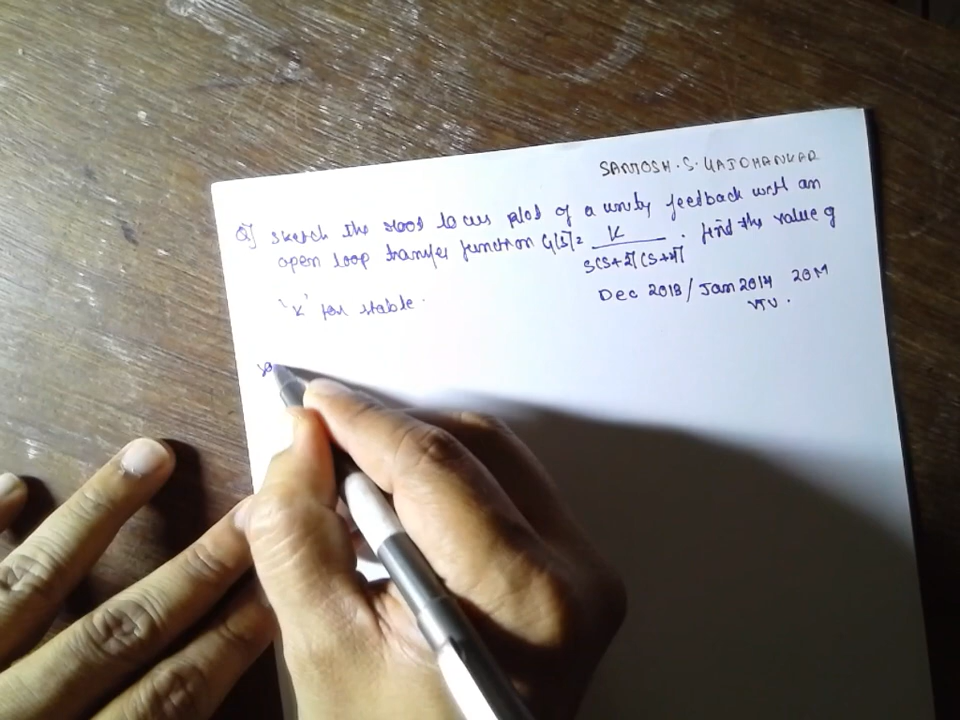 SANTOSH.S.GAJCHANKAR
Q] sketch the root locus plot of a unity feedback with an
open loop transfer function G(s)= K / s(s+2)(s+4) . find the value of
'K' for stable.
Dec 2013/Jan 2014 20M
VTU.